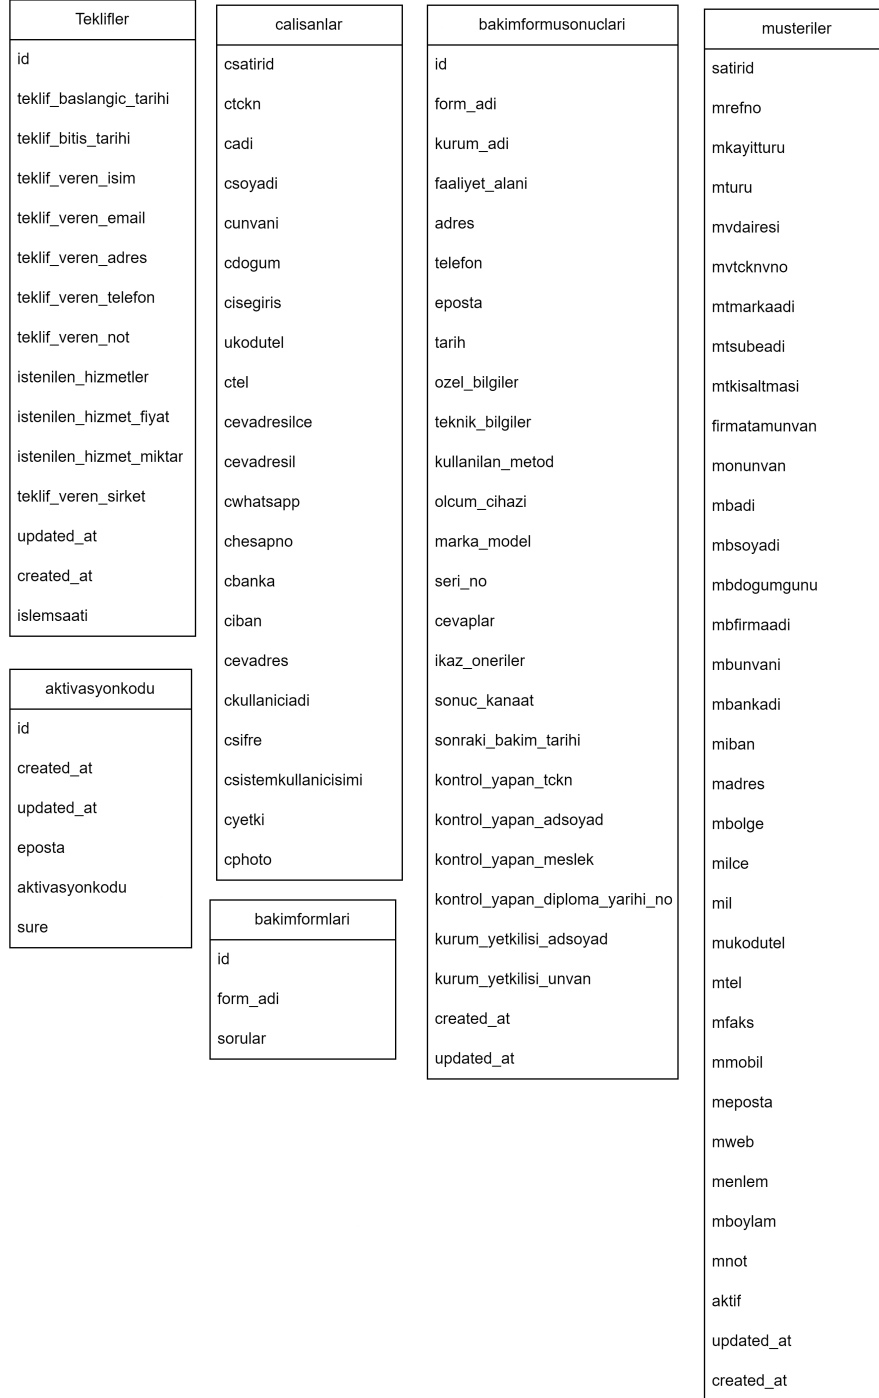 Teklifler
id
teklif_baslangic_tarihi
teklif_bitis_tarihi
teklif_veren_isim
teklif_veren_email
teklif_veren_adres
teklif_veren_telefon
teklif_veren_not
istenilen_hizmetler
istenilen_hizmet_fiyat
istenilen_hizmet_miktar
teklif_veren_sirket
updated_at
created_at
islemsaati
aktivasyonkodu
id
created_at
updated_at
eposta
aktivasyonkodu
sure
calisanlar
csatirid
ctckn
cadi
csoyadi
cunvani
cdogum
cisegiris
ukodutel
ctel
cevadresilce
cevadresil
cwhatsapp
chesapno
cbanka
ciban
cevadres
ckullaniciadi
csifre
csistemkullanicisimi
cyetki
cphoto
bakimformlari
id
form_adi
sorular
bakimformusonuclari
id
form_adi
kurum_adi
faaliyet_alani
adres
telefon
eposta
tarih
ozel_bilgiler
teknik_bilgiler
kullanilan_metod
olcum_cihazi
marka_model
seri_no
cevaplar
ikaz_oneriler
sonuc_kanaat
sonraki_bakim_tarihi
kontrol_yapan_tckn
kontrol_yapan_adsoyad
kontrol_yapan_meslek
kontrol_yapan_diploma_yarihi_no
kurum_yetkilisi_adsoyad
kurum_yetkilisi_unvan
created_at
updated_at
musteriler
satirid
mrefno
mkayitturu
mturu
mvdairesi
mvtcknvno
mtmarkaadi
mtsubeadi
mtkisaltmasi
firmatamunvan
monunvan
mbadi
mbsoyadi
mbdogumgunu
mbfirmaadi
mbunvani
mbankadi
miban
madres
mbolge
milce
mil
mukodutel
mtel
mfaks
mmobil
meposta
mweb
menlem
mboylam
mnot
aktif
updated_at
created_at